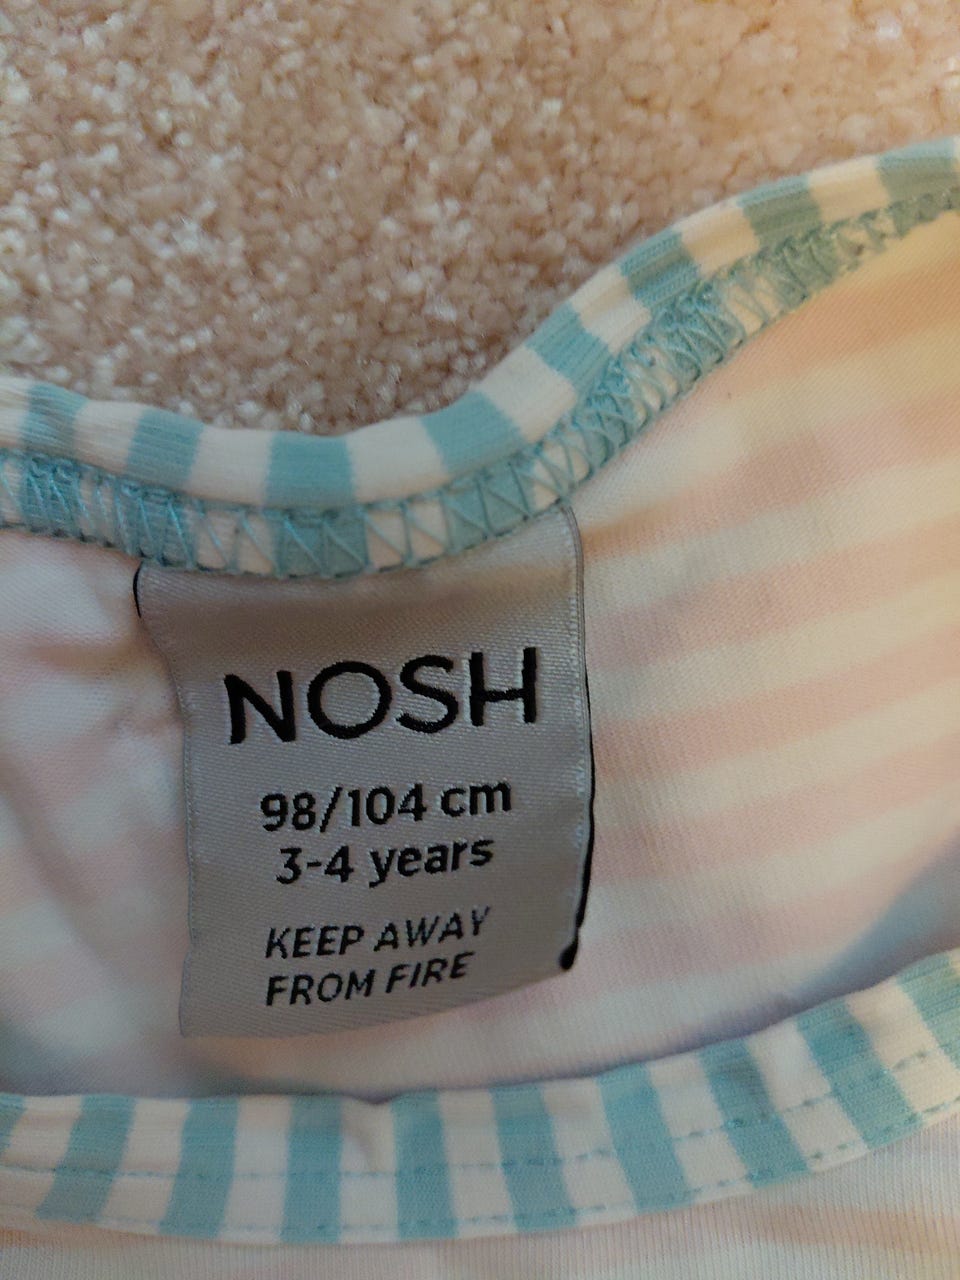 NOSH
98/104 cm
3-4 years
KEEP AWAY
FROM FIRE